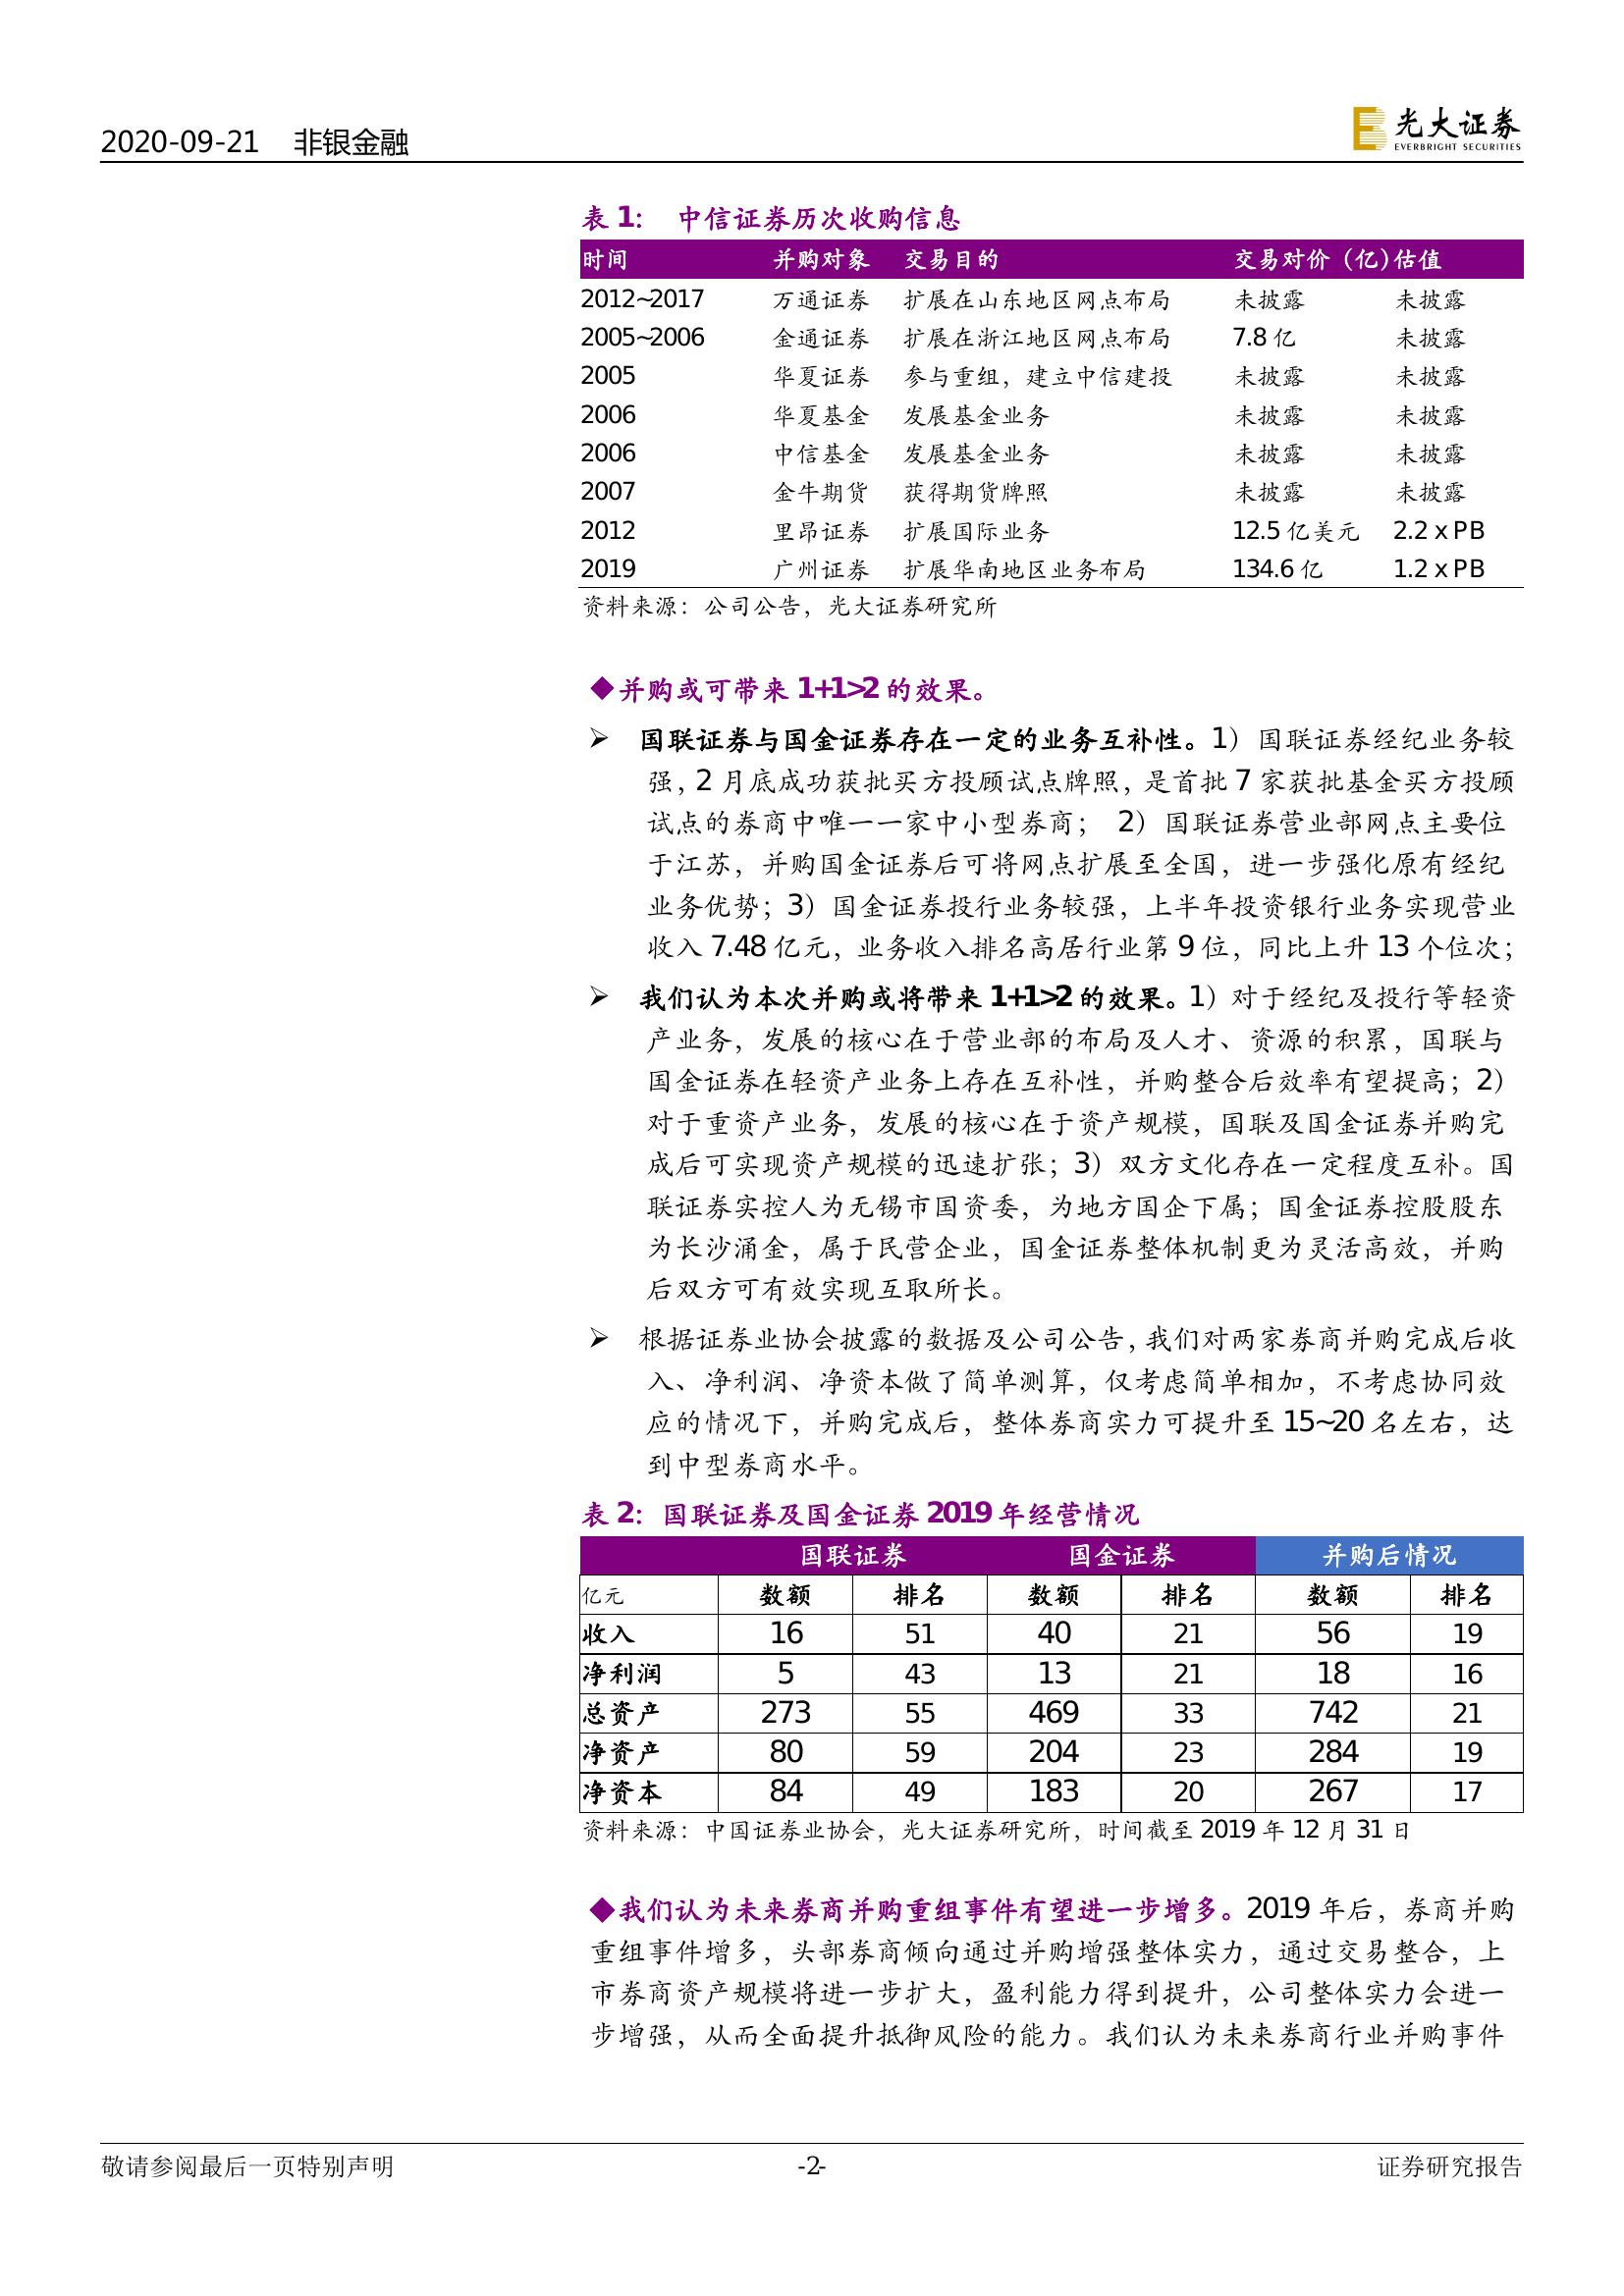 2020-09-21 非银金融
光大证券
EVERBRIGHT SECURITIES
表 1： 中信证券历次收购信息
时间 并购对象 交易目的 交易对价（亿）估值
2012~2017 万通证券 扩展在山东地区网点布局 未披露 未披露
2005~2006 金通证券 扩展在浙江地区网点布局 7.8 亿 未披露
2005 华夏证券 参与重组，建立中信建投 未披露 未披露
2006 华夏基金 发展基金业务 未披露 未披露
2006 中信基金 发展基金业务 未披露 未披露
2007 金牛期货 获得期货牌照 未披露 未披露
2012 里昂证券 扩展国际业务 12.5 亿美元 2.2 x PB
2019 广州证券 扩展华南地区业务布局 134.6 亿 1.2 x PB
资料来源：公司公告，光大证券研究所
◆并购或可带来 1+1>2 的效果。
➢ 国联证券与国金证券存在一定的业务互补性。1）国联证券经纪业务较
强，2 月底成功获批买方投顾试点牌照，是首批 7 家获批基金买方投顾
试点的券商中唯一一家中小型券商； 2）国联证券营业部网点主要位
于江苏，并购国金证券后可将网点扩展至全国，进一步强化原有经纪
业务优势；3）国金证券投行业务较强，上半年投资银行业务实现营业
收入 7.48 亿元，业务收入排名高居行业第 9 位，同比上升 13 个位次；
➢ 我们认为本次并购或将带来 1+1>2 的效果。1）对于经纪及投行等轻资
产业务，发展的核心在于营业部的布局及人才、资源的积累，国联与
国金证券在轻资产业务上存在互补性，并购整合后效率有望提高；2）
对于重资产业务，发展的核心在于资产规模，国联及国金证券并购完
成后可实现资产规模的迅速扩张；3）双方文化存在一定程度互补。国
联证券实控人为无锡市国资委，为地方国企下属；国金证券控股股东
为长沙涌金，属于民营企业，国金证券整体机制更为灵活高效，并购
后双方可有效实现互取所长。
➢ 根据证券业协会披露的数据及公司公告，我们对两家券商并购完成后收
入、净利润、净资本做了简单测算，仅考虑简单相加，不考虑协同效
应的情况下，并购完成后，整体券商实力可提升至 15~20 名左右，达
到中型券商水平。
表 2：国联证券及国金证券 2019 年经营情况
国联证券 国金证券 并购后情况
亿元 数额 排名 数额 排名 数额 排名
收入 16 51 40 21 56 19
净利润 5 43 13 21 18 16
总资产 273 55 469 33 742 21
净资产 80 59 204 23 284 19
净资本 84 49 183 20 267 17
资料来源：中国证券业协会，光大证券研究所，时间截至 2019 年 12 月 31 日
◆我们认为未来券商并购重组事件有望进一步增多。2019 年后，券商并购
重组事件增多，头部券商倾向通过并购增强整体实力，通过交易整合，上
市券商资产规模将进一步扩大，盈利能力得到提升，公司整体实力会进一
步增强，从而全面提升抵御风险的能力。我们认为未来券商行业并购事件
敬请参阅最后一页特别声明 -2- 证券研究报告